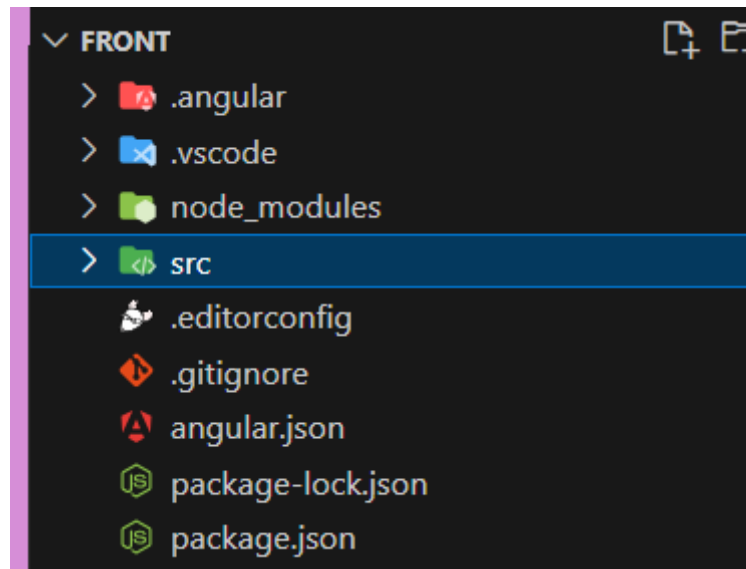 FRONT
.angular
.vscode
node_modules
src
.editorconfig
.gitignore
angular.json
package-lock.json
package.json